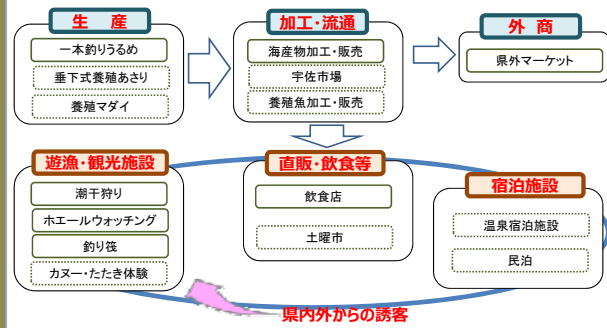 生　産
一本釣りうるめ
垂下式養殖あさり
養殖マダイ
加工・流通
海産物加工・販売
宇佐市場
養殖魚加工・販売
外　商
県外マーケット
遊漁・観光施設
潮干狩り
ホエールウォッチング
釣り筏
カヌー・たたき体験
直販・飲食等
飲食店
土曜市
宿泊施設
温泉宿泊施設
民泊
県内外からの誘客